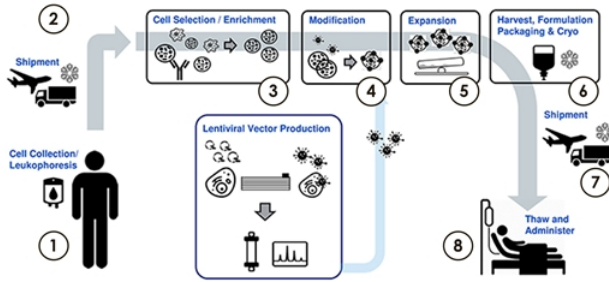 2
Shipment
Cell Collection/
Leukophoresis
1
Cell Selection / Enrichment
3
Modification
4
Expansion
5
Harvest, Formulation
Packaging & Cryo
6
Lentiviral Vector Production
Shipment
7
Thaw and
Administer
8